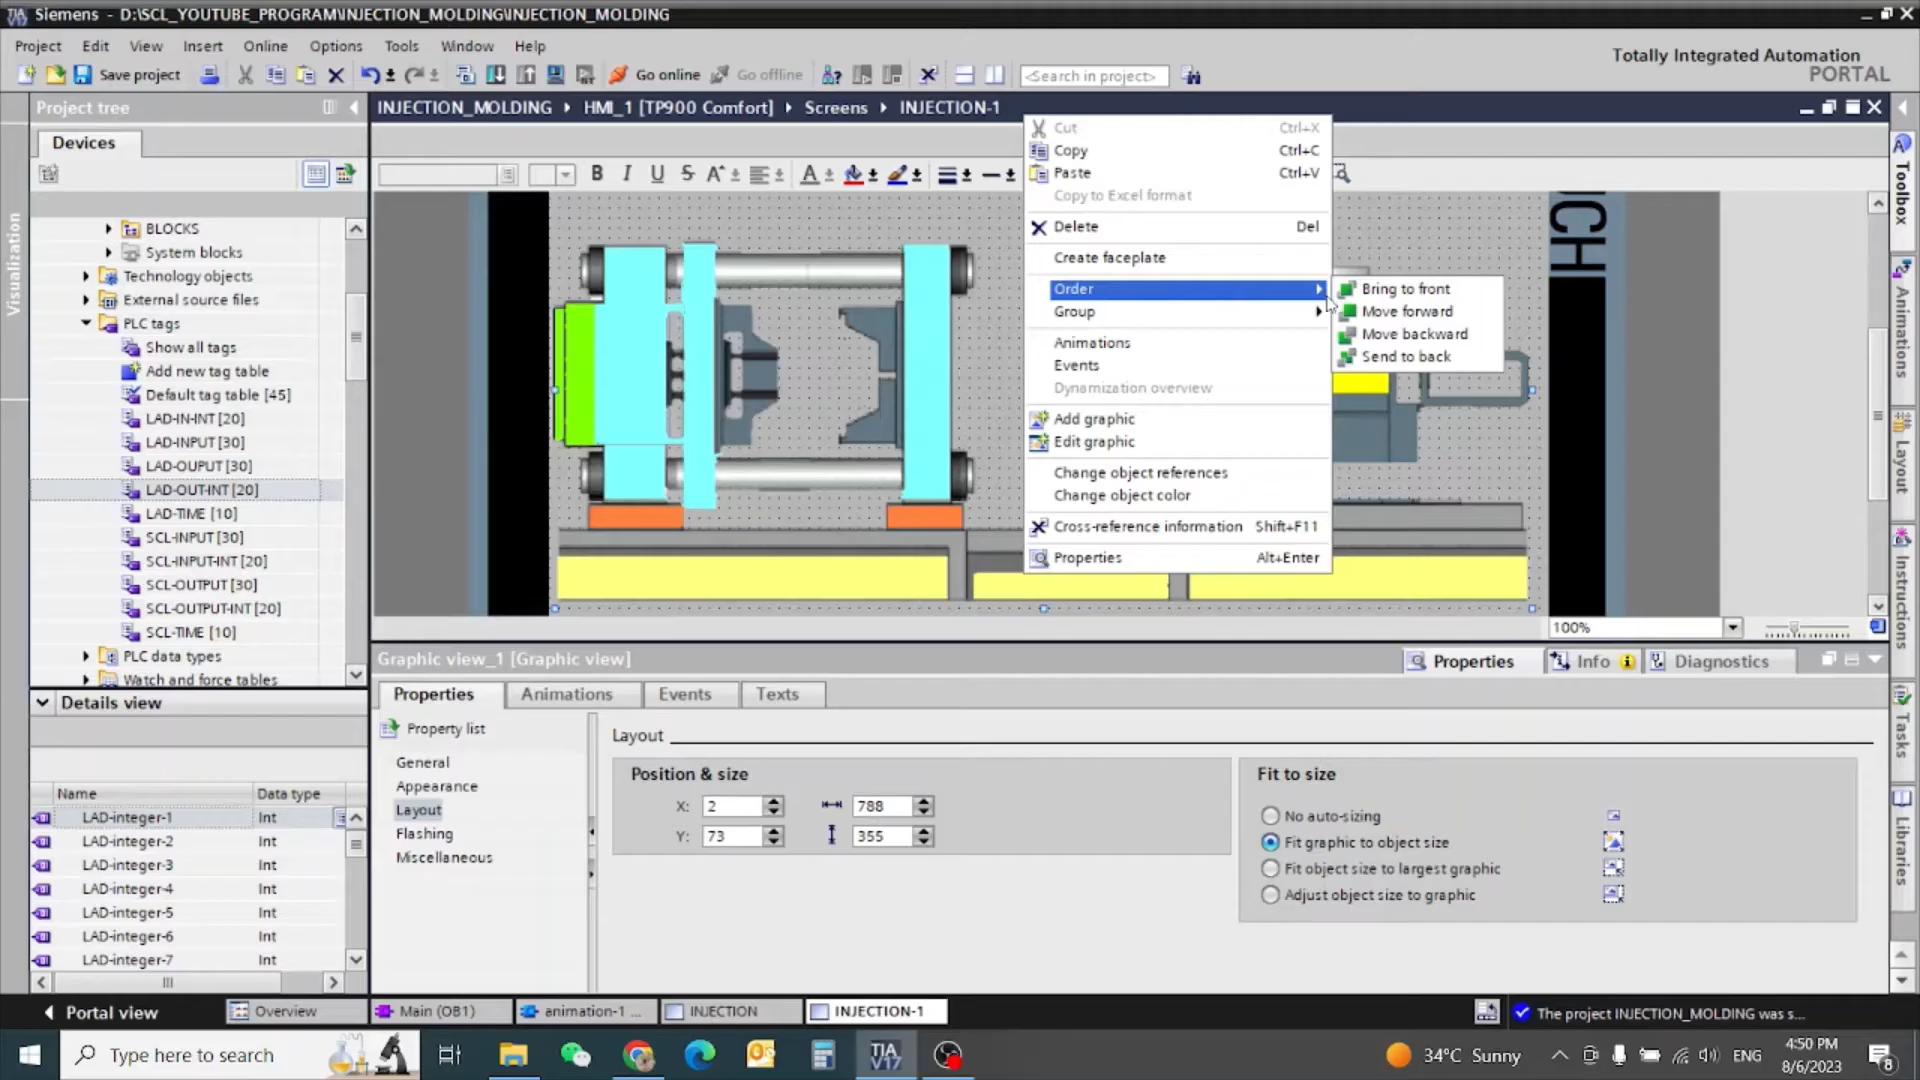 Siemens - D:\SCL_YOUTUBE_PROGRAM\INJECTION_MOLDING\INJECTION_MOLDING
Project Edit View Insert Online Options Tools Window Help
Totally Integrated Automation
PORTAL
Save project
Go online
Go offline
<Search in project>
Project tree
INJECTION_MOLDING HMI_1 [TP900 Comfort] Screens INJECTION-1
Devices
Visualization
BLOCKS
System blocks
Technology objects
External source files
PLC tags
Show all tags
Add new tag table
Default tag table [45]
LAD-IN-INT [20]
LAD-INPUT [30]
LAD-OUPUT [30]
LAD-OUT-INT [20]
LAD-TIME [10]
SCL-INPUT [30]
SCL-INPUT-INT [20]
SCL-OUTPUT [30]
SCL-OUTPUT-INT [20]
SCL-TIME [10]
PLC data types
Watch and force tables
Details view
Name Data type
LAD-integer-1 Int
LAD-integer-2 Int
LAD-integer-3 Int
LAD-integer-4 Int
LAD-integer-5 Int
LAD-integer-6 Int
LAD-integer-7 Int
B I U S A A
Cut Ctrl+X
Copy Ctrl+C
Paste Ctrl+V
Copy to Excel format
Delete Del
Create faceplate
Order
Group
Animations
Events
Dynamization overview
Add graphic
Edit graphic
Change object references
Change object color
Cross-reference information Shift+F11
Properties Alt+Enter
Bring to front
Move forward
Move backward
Send to back
100%
Graphic view_1 [Graphic view]
Properties
Info
Diagnostics
Properties Animations Events Texts
Property list
General
Appearance
Layout
Flashing
Miscellaneous
Layout
Position & size
X: 2 788
Y: 73 355
Fit to size
No auto-sizing
Fit graphic to object size
Fit object size to largest graphic
Adjust object size to graphic
Toolbox
Animations
Layout
Instructions
Tasks
Libraries
Portal view
Overview
Main (OB1)
animation-1 ...
INJECTION
INJECTION-1
The project INJECTION_MOLDING was s...
Type here to search
TIA
V17
34°C Sunny
ENG
4:50 PM
8/6/2023
8